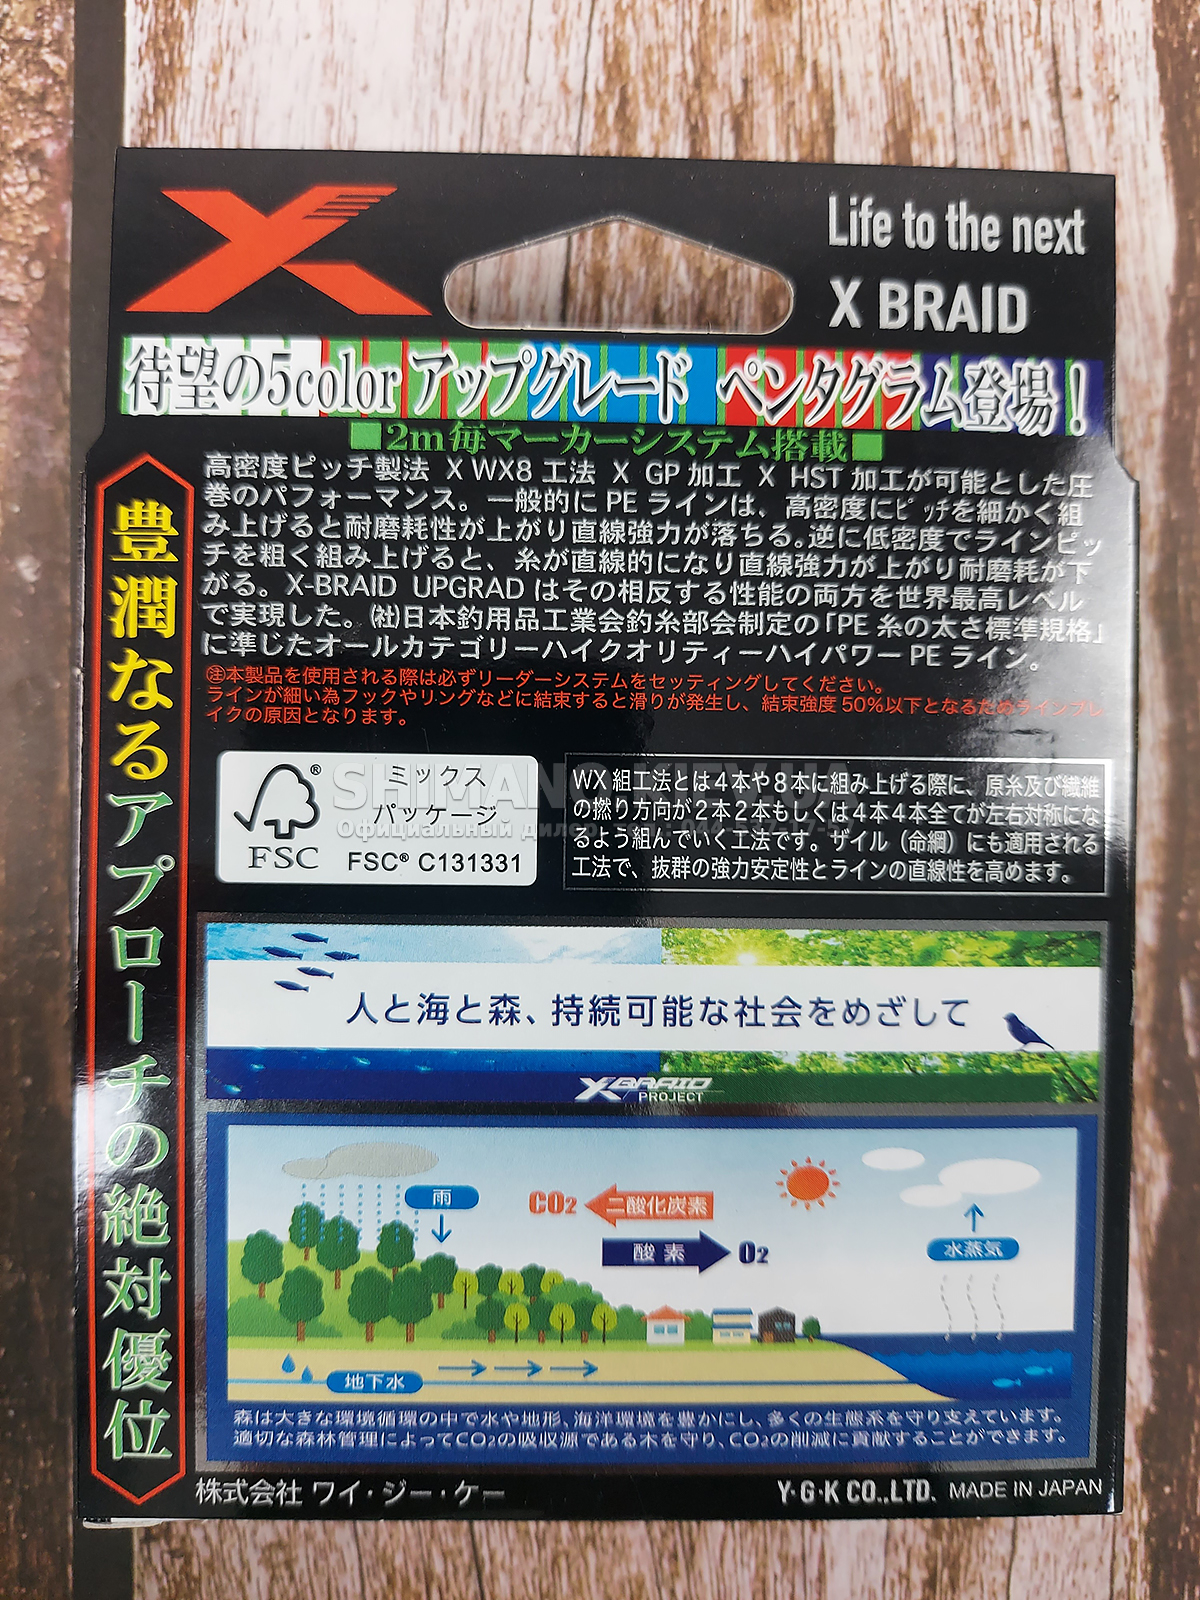 Life to the next
X BRAID
待望の5color アップグレード ペンタグラム登場!
■2m毎マーカーシステム搭載■
豊潤なるアプローチの絶対優位
高密度ピッチ製法 X WX8 工法 X GP 加工 X HST 加工が可能とした圧
巻のパフォーマンス。一般的に PE ラインは、高密度にピッチを細かく組
み上げると耐磨耗性が上がり直線強力が落ちる。逆に低密度でラインピッ
チを粗く組み上げると、糸が直線的になり直線強力が上がり耐磨耗が下
がる。X-BRAID UPGRAD はその相反する性能の両方を世界最高レベル
で実現した。(社)日本釣用品工業会釣糸部会制定の「PE 糸の太さ標準規格」
に準じたオールカテゴリーハイクオリティーハイパワー PE ライン。
㊟本製品を使用される際は必ずリーダーシステムをセッティングしてください。
ラインが細い為フックやリングなどに結束すると滑りが発生し、結束強度 50%以下となるためラインブレ
イクの原因となります。
FSC
ミックス
パッケージ
FSC® C131331
WX 組工法とは4本や8本に組み上げる際に、原糸及び繊維
の撚り方向が2本2本もしくは4本4本全てが左右対称にな
るよう組んでいく工法です。ザイル(命綱)にも適用される
工法で、抜群の強力安定性とラインの直線性を高めます。
SHIMANO.KIEV.UA
Официальный дилер
人と海と森、持続可能な社会をめざして
X BRAID
PROJECT
雨
CO2 二酸化炭素
酸素 O2
水蒸気
地下水
森は大きな環境循環の中で水や地形、海洋環境を豊かにし、多くの生態系を守り支えています。
適切な森林管理によってCO2の吸収源である木を守り、CO2の削減に貢献することができます。
株式会社 ワイ・ジー・ケー
Y·G·K CO.,LTD. MADE IN JAPAN